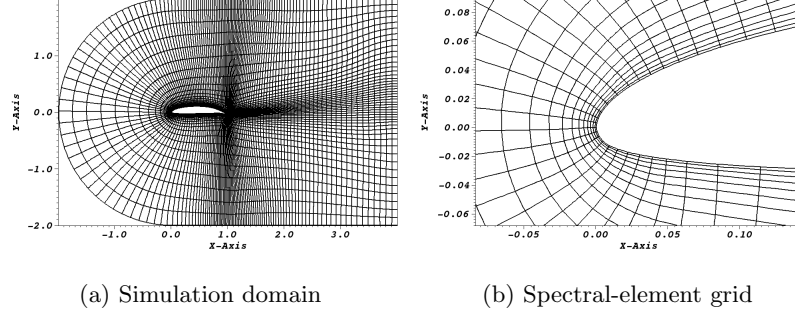 1.0
0.0
-1.0
-2.0
Y-Axis
-1.0 0.0 1.0 2.0 3.0
X-Axis
(a) Simulation domain
0.08
0.06
0.04
0.02
0.00
-0.02
-0.04
-0.06
Y-Axis
-0.05 0.00 0.05 0.10
X-Axis
(b) Spectral-element grid